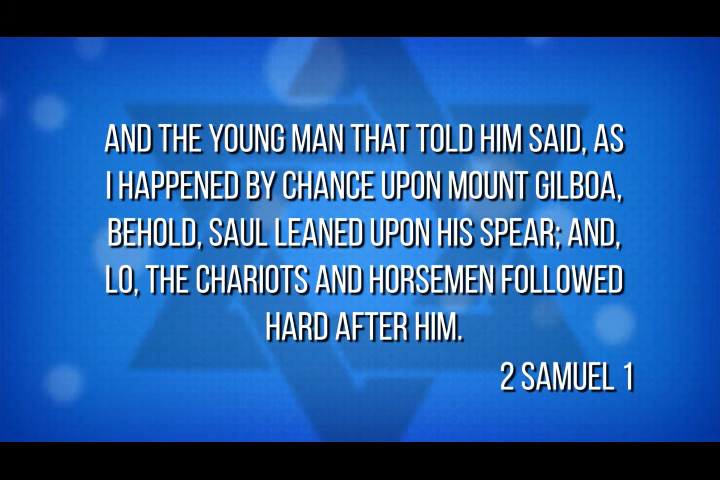 AND THE YOUNG MAN THAT TOLD HIM SAID, AS
I HAPPENED BY CHANCE UPON MOUNT GILBOA,
BEHOLD, SAUL LEANED UPON HIS SPEAR; AND,
LO, THE CHARIOTS AND HORSEMEN FOLLOWED
HARD AFTER HIM.
2 SAMUEL 1